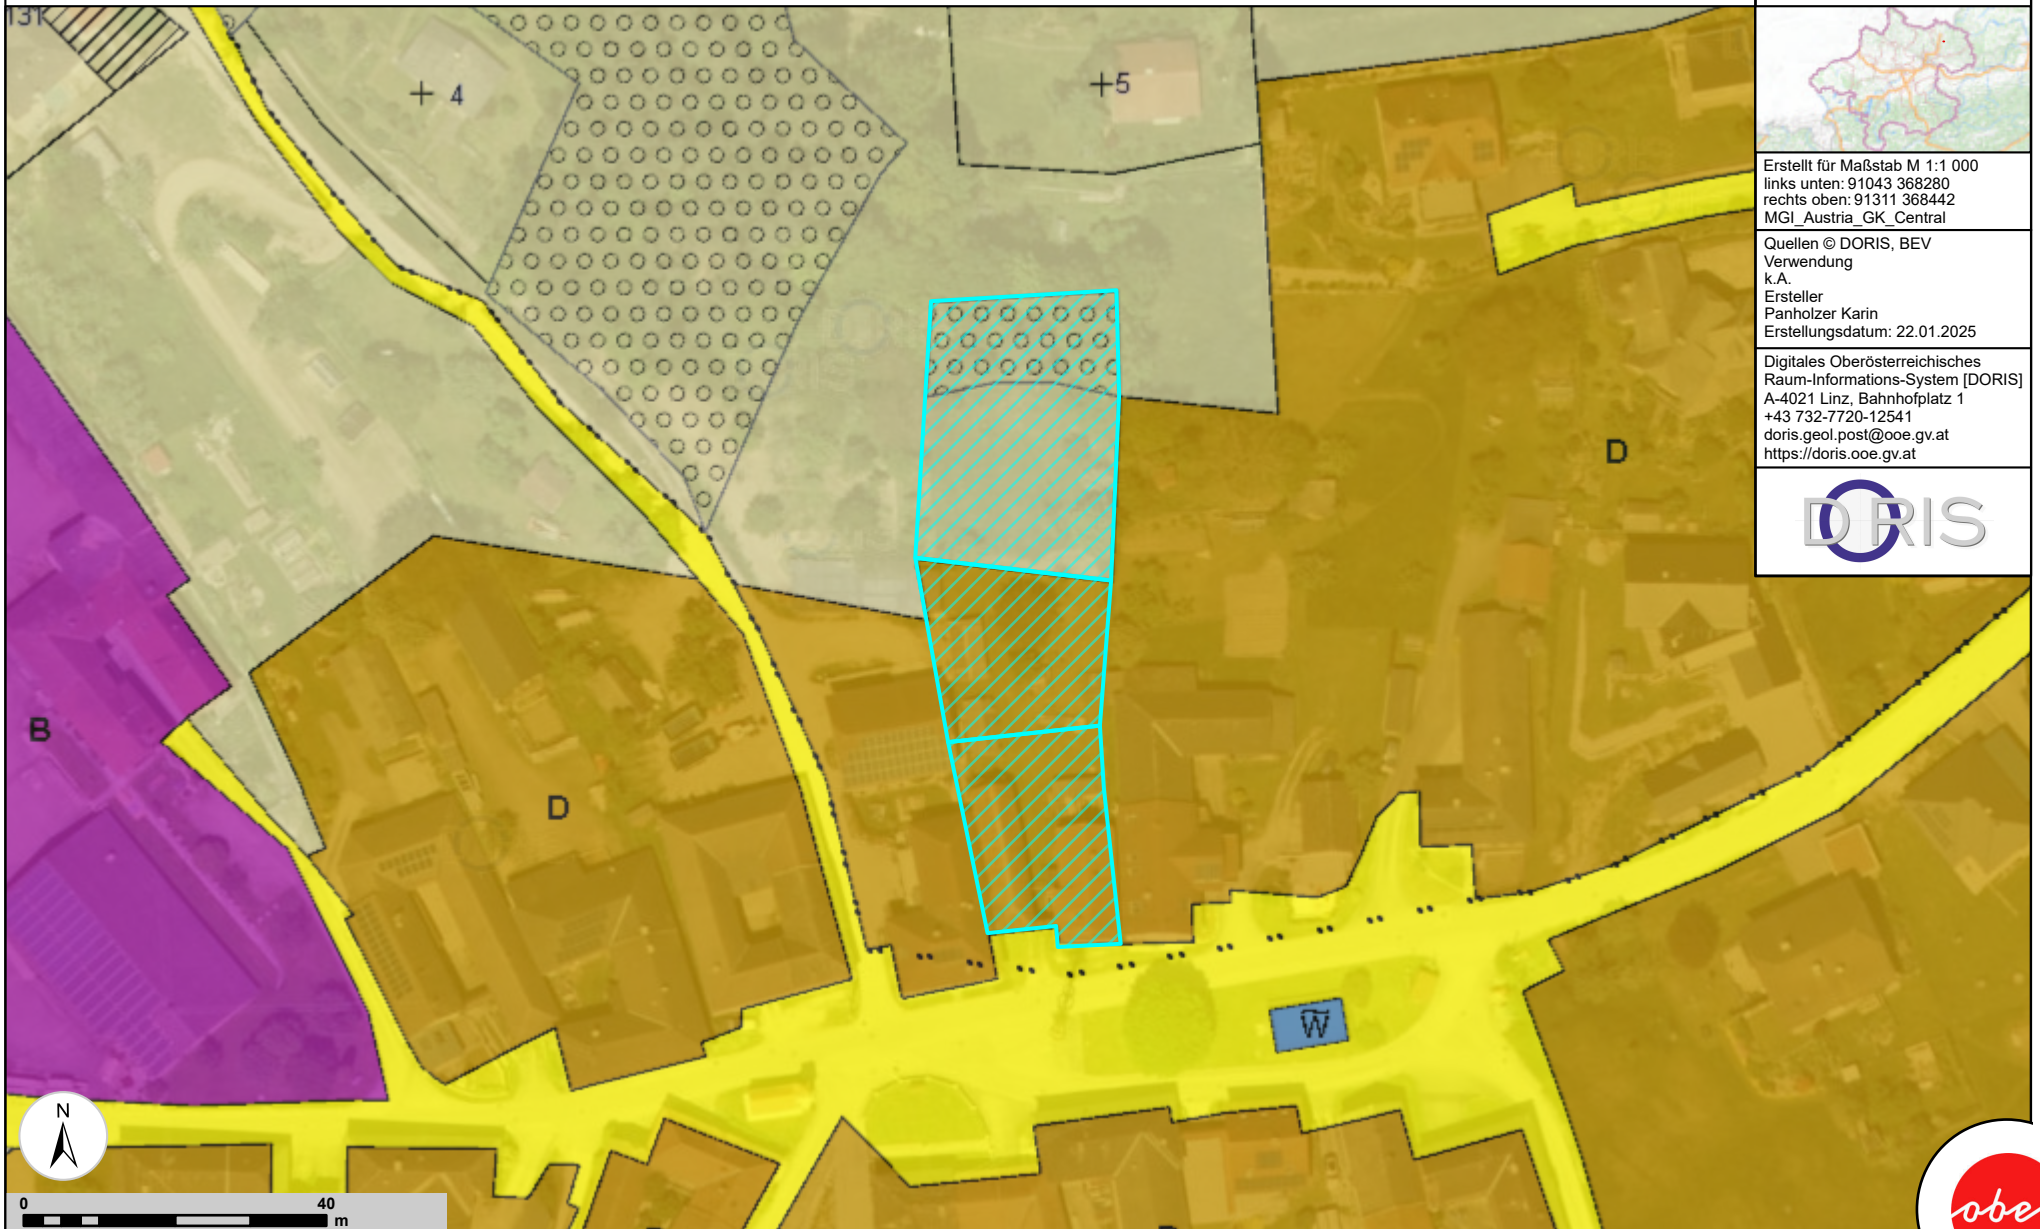 131
4
5
D
B
D
W
N
0 40
m
Erstellt für Maßstab M 1:1 000
links unten: 91043 368280
rechts oben: 91311 368442
MGI_Austria_GK_Central
Quellen © DORIS, BEV
Verwendung
k.A.
Ersteller
Panholzer Karin
Erstellungsdatum: 22.01.2025
Digitales Oberösterreichisches
Raum-Informations-System [DORIS]
A-4021 Linz, Bahnhofplatz 1
+43 732-7720-12541
doris.geol.post@ooe.gv.at
https://doris.ooe.gv.at
DORIS
obe